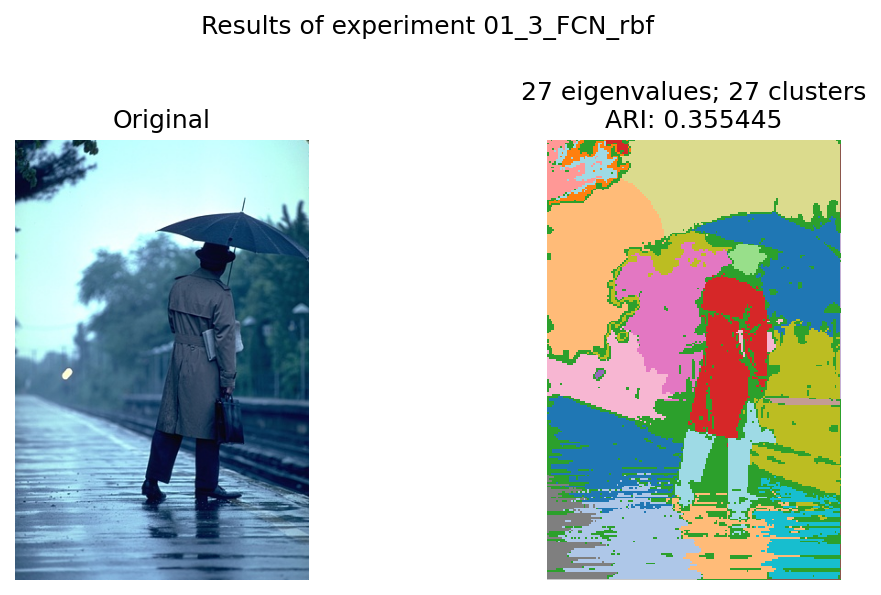 Results of experiment 01_3_FCN_rbf
Original
27 eigenvalues; 27 clusters
ARI: 0.355445